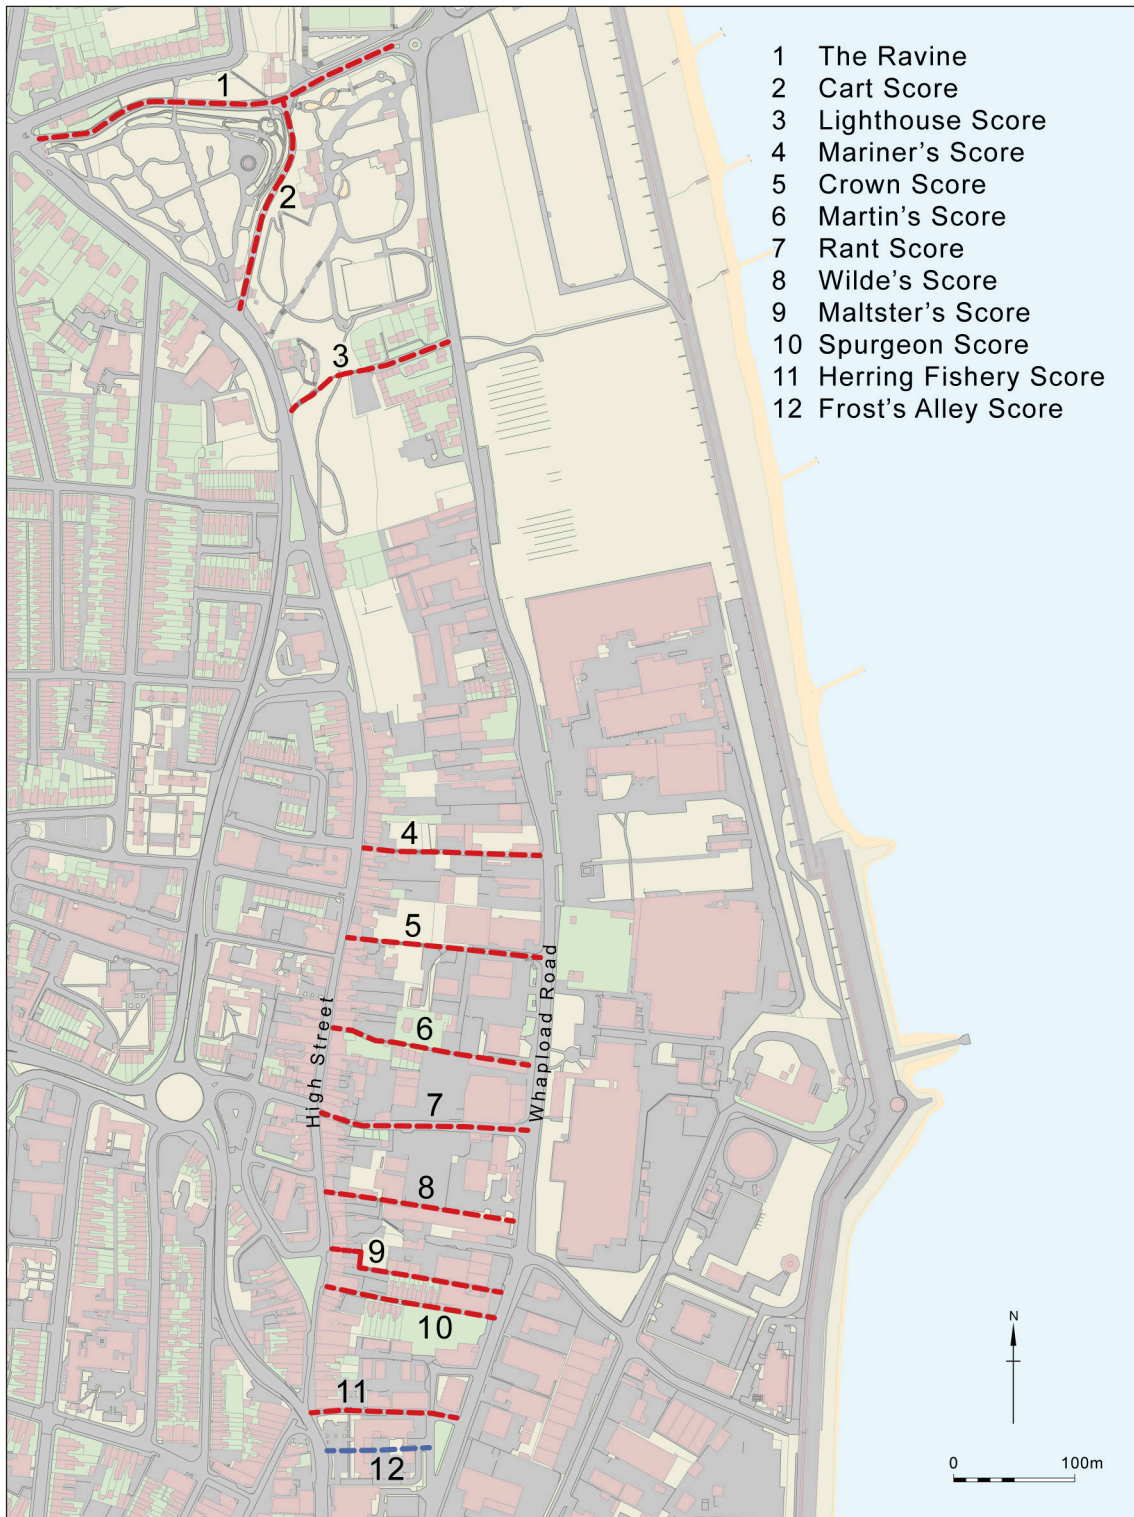 1 The Ravine
2 Cart Score
3 Lighthouse Score
4 Mariner's Score
5 Crown Score
6 Martin's Score
7 Rant Score
8 Wilde's Score
9 Maltster's Score
10 Spurgeon Score
11 Herring Fishery Score
12 Frost's Alley Score
1
2
3
4
5
6
High Street
Whapload Road
7
8
9
10
11
12
N
0 100m